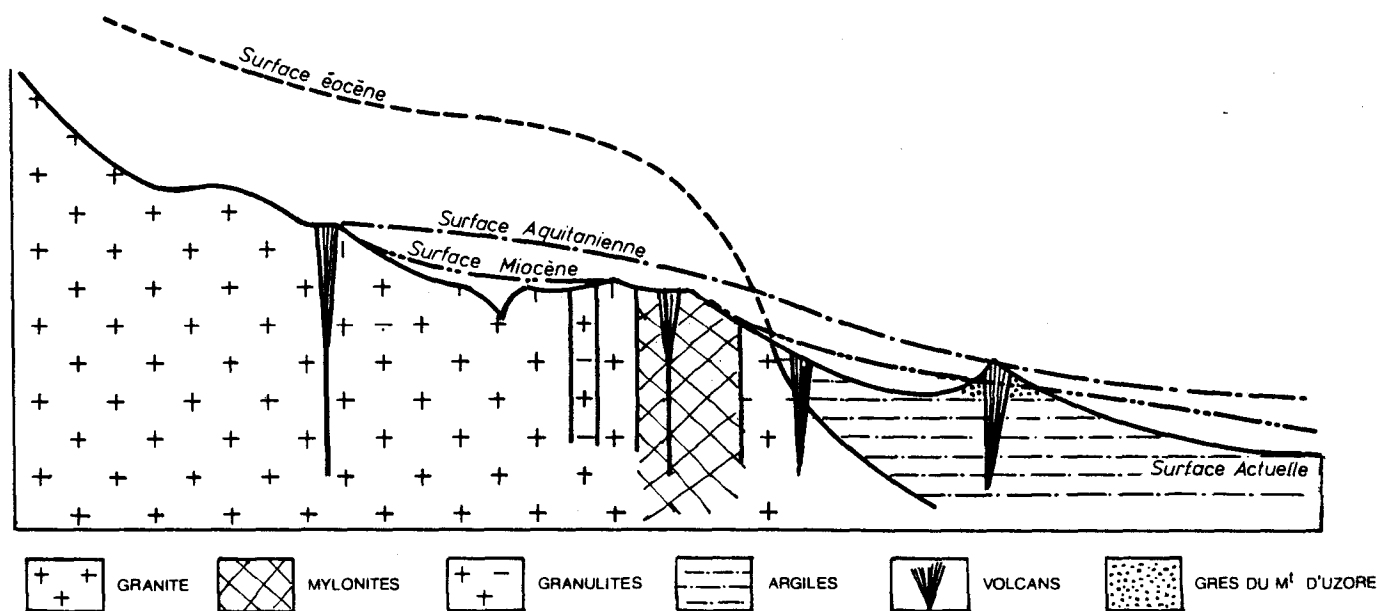 Surface éocène
Surface Aquitanienne
Surface Miocène
Surface Actuelle
GRANITE
MYLONITES
GRANULITES
ARGILES
VOLCANS
GRES DU Mt D'UZORE